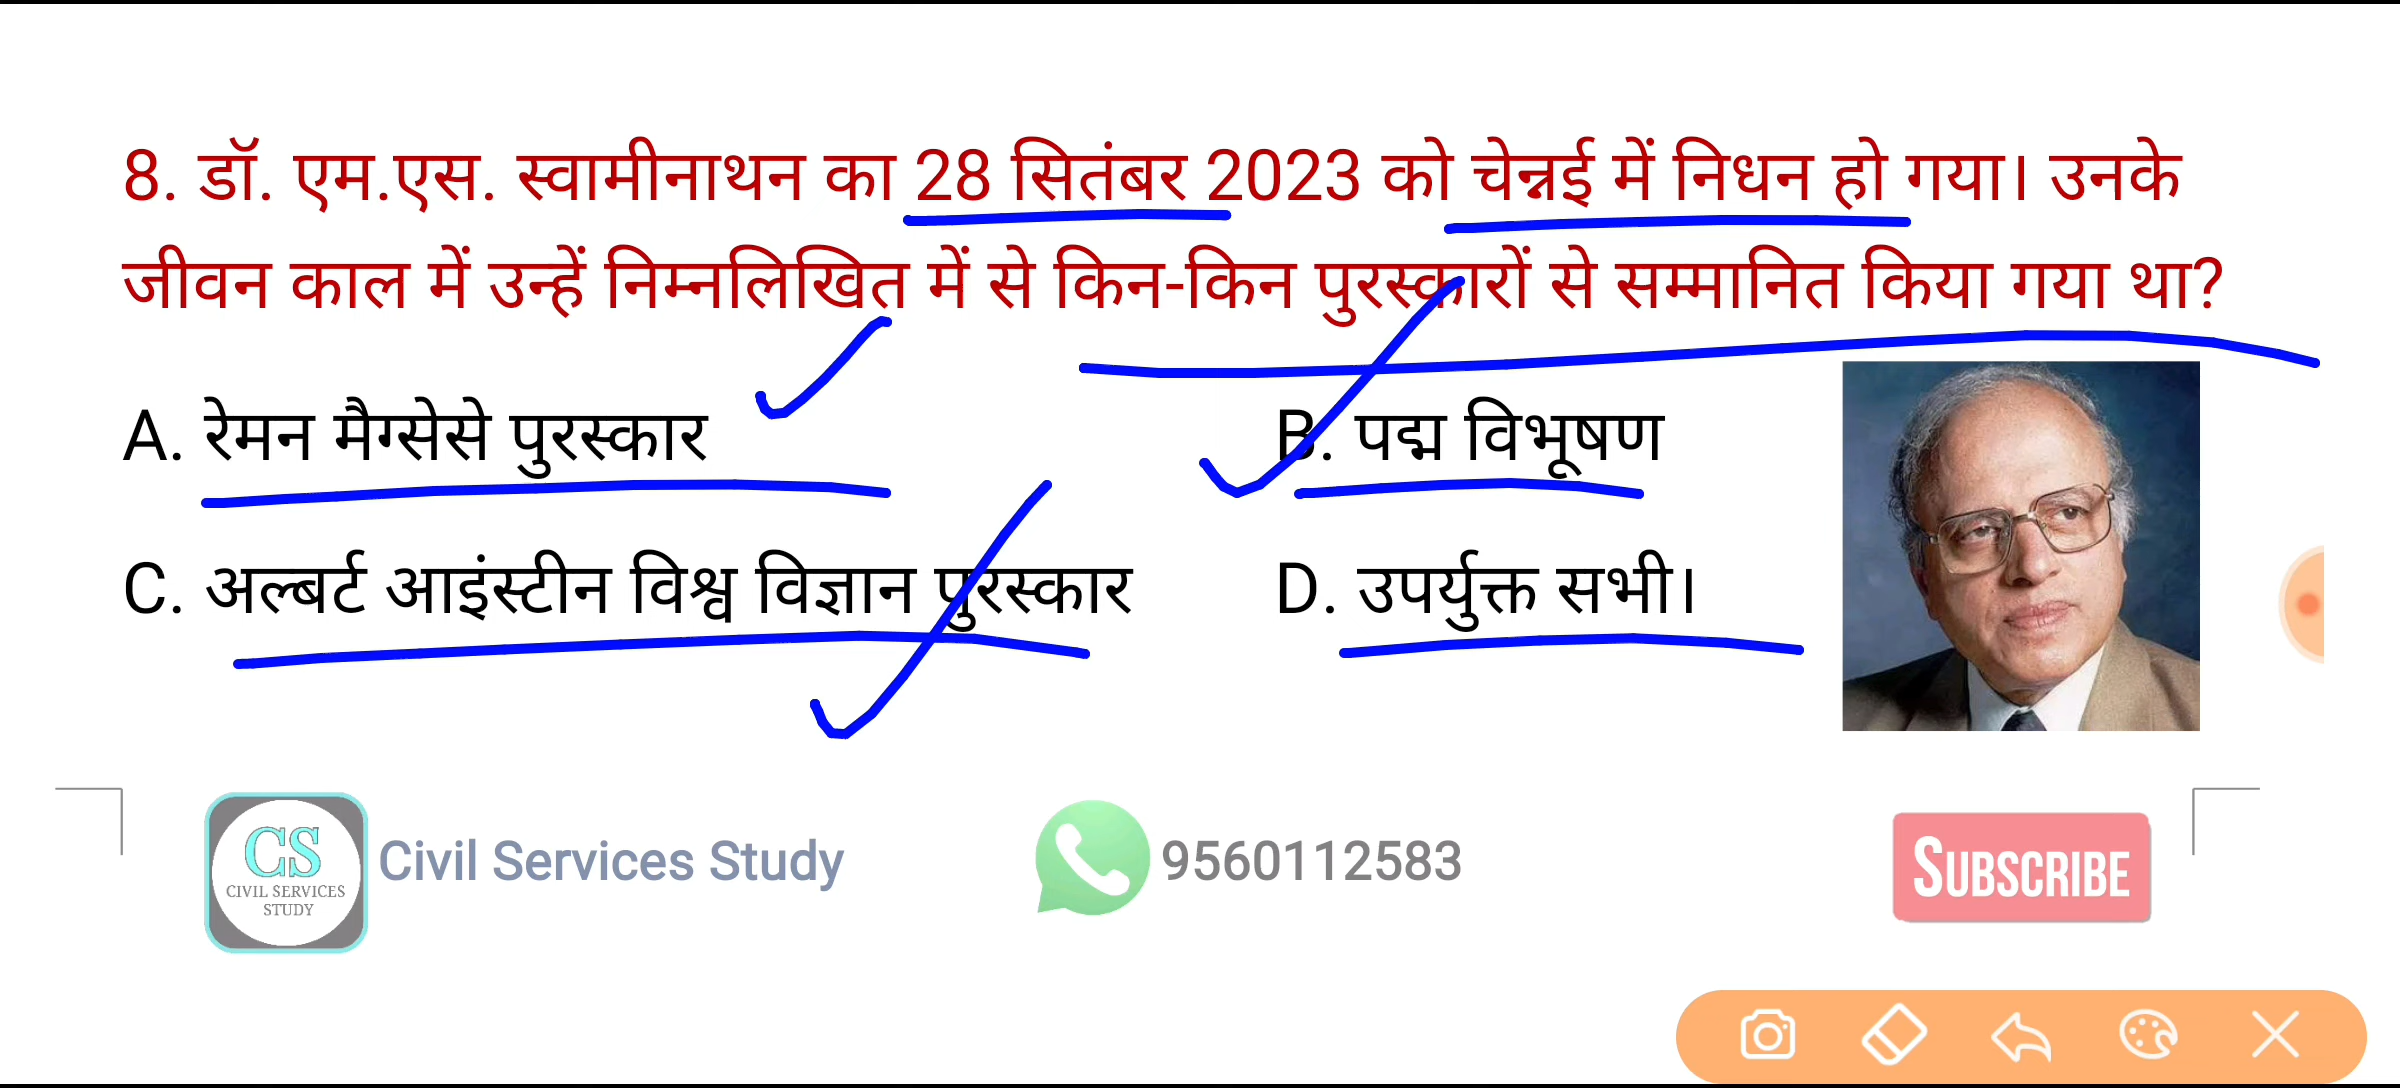 8. डॉ. एम.एस. स्वामीनाथन का 28 सितंबर 2023 को चेन्नई में निधन हो गया। उनके
जीवन काल में उन्हें निम्नलिखित में से किन-किन पुरस्कारों से सम्मानित किया गया था?
A. रेमन मैग्सेसे पुरस्कार B. पद्म विभूषण
C. अल्बर्ट आइंस्टीन विश्व विज्ञान पुरस्कार D. उपर्युक्त सभी।
CS
CIVIL SERVICES
STUDY
Civil Services Study
9560112583
SUBSCRIBE